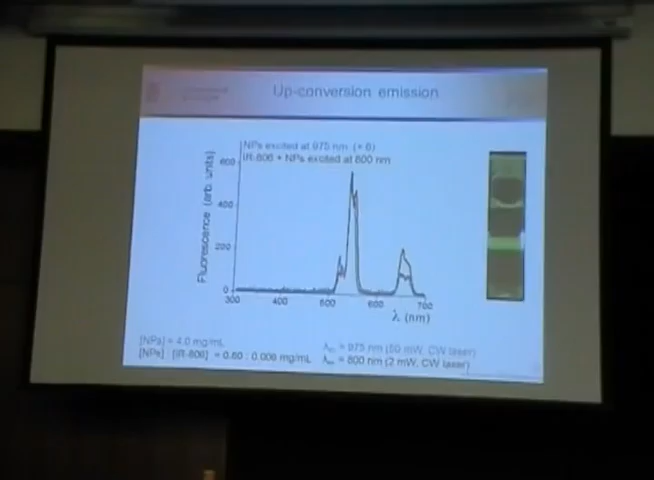 Up-conversion emission
NPs excited at 975 nm (× 6)
IR-806 + NPs excited at 800 nm
Fluorescence (arb. units)
600
400
200
0
300 400 500 600 700
λ (nm)
[NPs] = 4.0 mg/mL
[NPs] : [IR-806] = 0.60 : 0.006 mg/mL
= 975 nm (50 mW, CW laser)
= 800 nm (2 mW, CW laser)